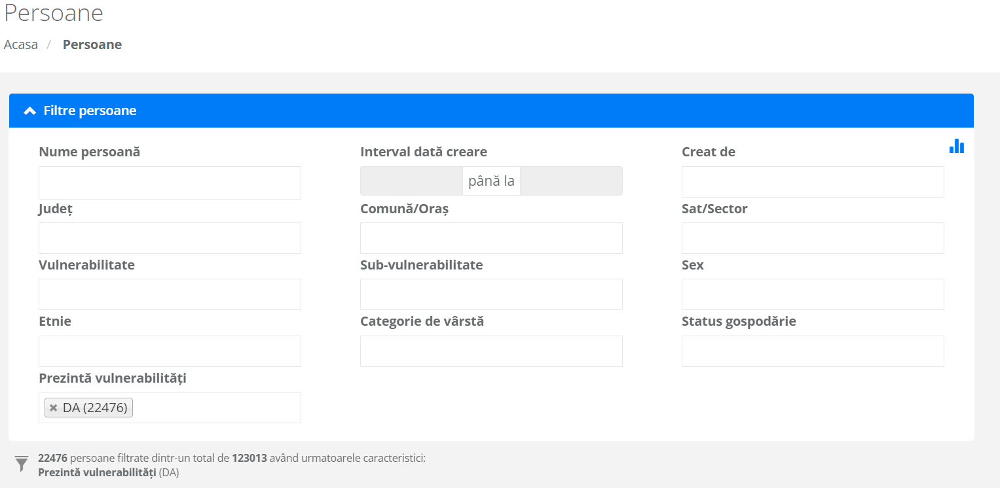 Persoane
Acasa / Persoane
Filtre persoane
Nume persoană
Interval dată creare
Creat de
până la
Județ
Comună/Oraș
Sat/Sector
Vulnerabilitate
Sub-vulnerabilitate
Sex
Etnie
Categorie de vârstă
Status gospodărie
Prezintă vulnerabilități
× DA (22476)
22476 persoane filtrate dintr-un total de 123013 având urmatoarele caracteristici:
Prezintă vulnerabilități (DA)